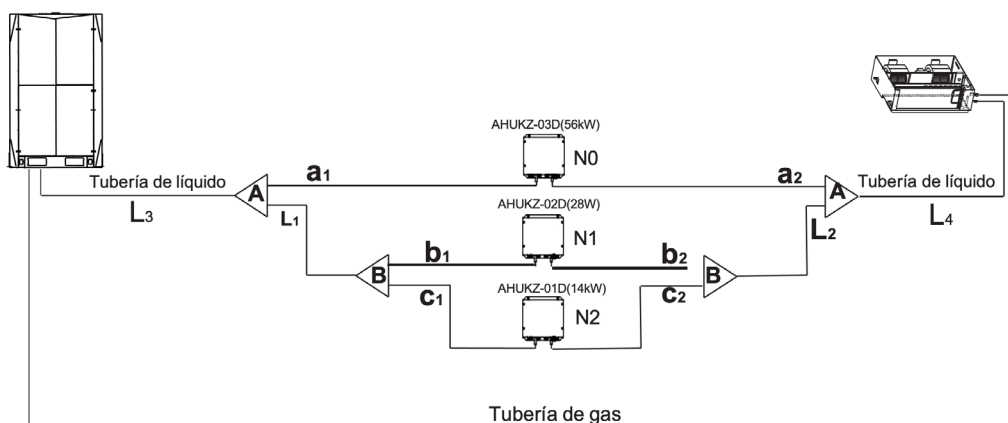 AHUKZ-03D(56kW)
N0
a1
a2
Tubería de líquido
A
A
Tubería de líquido
L3
L1
AHUKZ-02D(28W)
L2
L4
N1
b1
b2
B
B
c1
AHUKZ-01D(14kW)
c2
N2
Tubería de gas